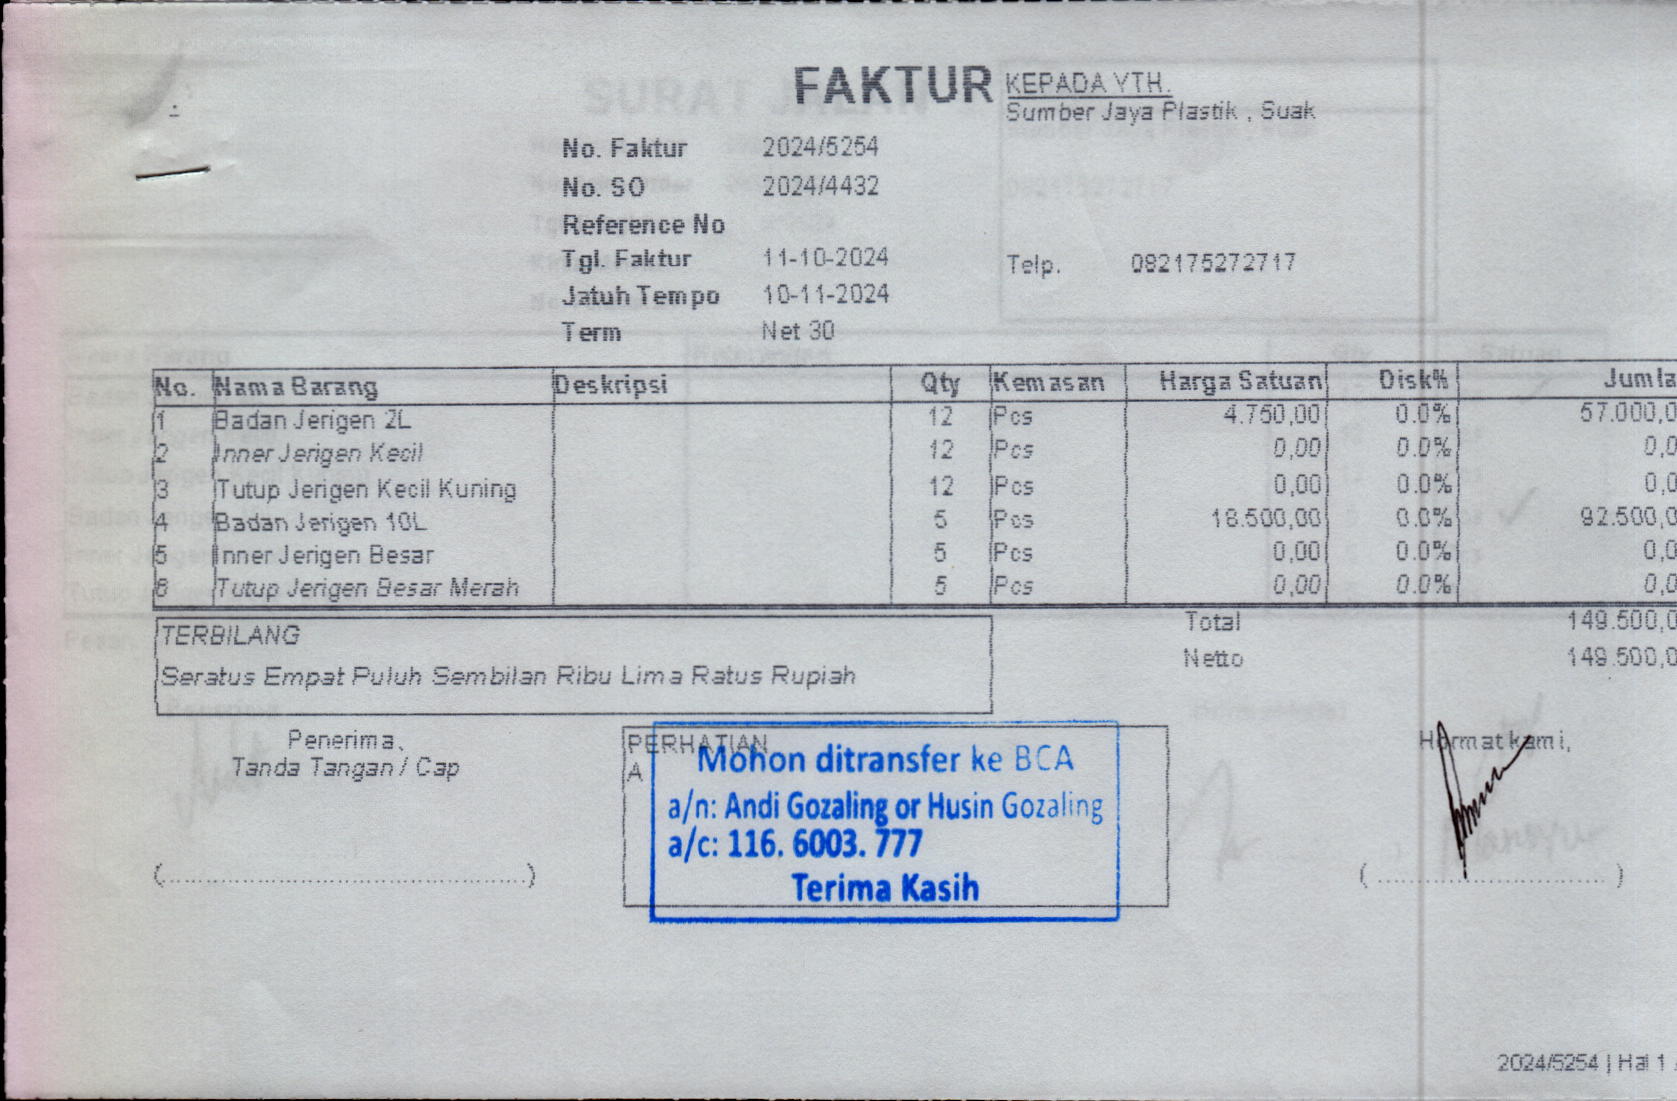 FAKTUR
KEPADA YTH.
Sumber Jaya Plastik , Suak
No. Faktur 2024/5254
No. SO 2024/4432
Reference No
Tgl. Faktur 11-10-2024
Telp. 082175272717
Jatuh Tempo 10-11-2024
Term Net 30
No. Nama Barang Deskripsi Qty Kemasan Harga Satuan Disk% Jumla
1 Badan Jerigen 2L 12 Pcs 4.750,00 0.0% 57.000,0
2 Inner Jerigen Kecil 12 Pcs 0,00 0.0% 0,0
3 Tutup Jerigen Kecil Kuning 12 Pcs 0,00 0.0% 0,0
4 Badan Jerigen 10L 5 Pcs 18.500,00 0.0% 92.500,0
5 Inner Jerigen Besar 5 Pcs 0,00 0.0% 0,0
6 Tutup Jerigen Besar Merah 5 Pcs 0,00 0.0% 0,0
Total 149.500,0
Netto 149.500,0
TERBILANG
Seratus Empat Puluh Sembilan Ribu Lima Ratus Rupiah
Penerima,
Tanda Tangan / Cap
PERHATIAN
A
Mohon ditransfer ke BCA
a/n: Andi Gozaling or Husin Gozaling
a/c: 116. 6003. 777
Terima Kasih
Hormat kami,
(....................................................)
(....................................)
2024/5254 | Hal 1